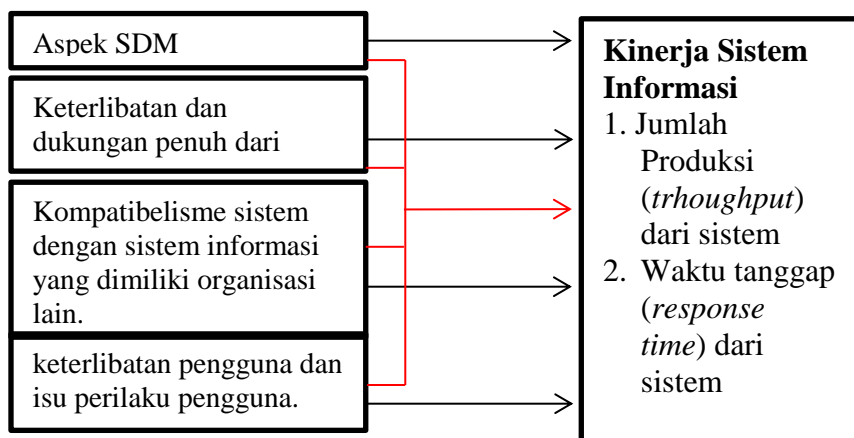 Aspek SDM
Keterlibatan dan
dukungan penuh dari
Kompatibelisme sistem
dengan sistem informasi
yang dimiliki organisasi
lain.
keterlibatan pengguna dan
isu perilaku pengguna.
Kinerja Sistem
Informasi
1. Jumlah
Produksi
(trhoughput)
dari sistem
2. Waktu tanggap
(response
time) dari
sistem